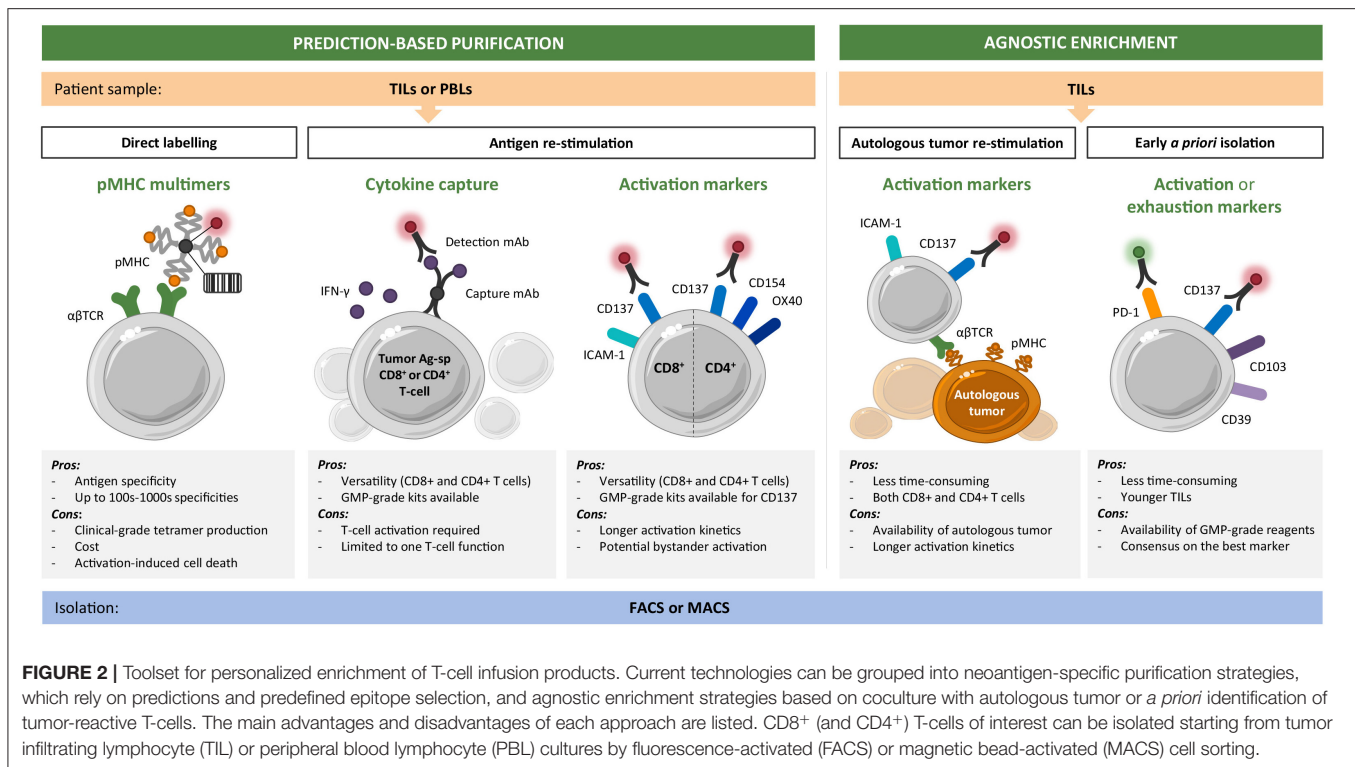 PREDICTION-BASED PURIFICATION
AGNOSTIC ENRICHMENT
Patient sample:
TILs or PBLs
TILs
Direct labelling
Antigen re-stimulation
Autologous tumor re-stimulation
Early a priori isolation
pMHC multimers
pMHC
αβTCR
Cytokine capture
Detection mAb
IFN-γ
Capture mAb
Tumor Ag-sp
CD8⁺ or CD4⁺
T-cell
Activation markers
CD137
CD137
CD154
OX40
ICAM-1
CD8⁺
CD4⁺
Activation markers
ICAM-1
CD137
αβTCR
pMHC
Autologous
tumor
Activation or
exhaustion markers
PD-1
CD137
CD103
CD39
Pros:
- Antigen specificity
- Up to 100s-1000s specificities
Cons:
- Clinical-grade tetramer production
- Cost
- Activation-induced cell death
Pros:
- Versatility (CD8+ and CD4+ T cells)
- GMP-grade kits available
Cons:
- T-cell activation required
- Limited to one T-cell function
Pros:
- Versatility (CD8+ and CD4+ T cells)
- GMP-grade kits available for CD137
Cons:
- Longer activation kinetics
- Potential bystander activation
Pros:
- Less time-consuming
- Both CD8+ and CD4+ T cells
Cons:
- Availability of autologous tumor
- Longer activation kinetics
Pros:
- Less time-consuming
- Younger TILs
Cons:
- Availability of GMP-grade reagents
- Consensus on the best marker
Isolation:
FACS or MACS
FIGURE 2 | Toolset for personalized enrichment of T-cell infusion products. Current technologies can be grouped into neoantigen-specific purification strategies,
which rely on predictions and predefined epitope selection, and agnostic enrichment strategies based on coculture with autologous tumor or a priori identification of
tumor-reactive T-cells. The main advantages and disadvantages of each approach are listed. CD8⁺ (and CD4⁺) T-cells of interest can be isolated starting from tumor
infiltrating lymphocyte (TIL) or peripheral blood lymphocyte (PBL) cultures by fluorescence-activated (FACS) or magnetic bead-activated (MACS) cell sorting.